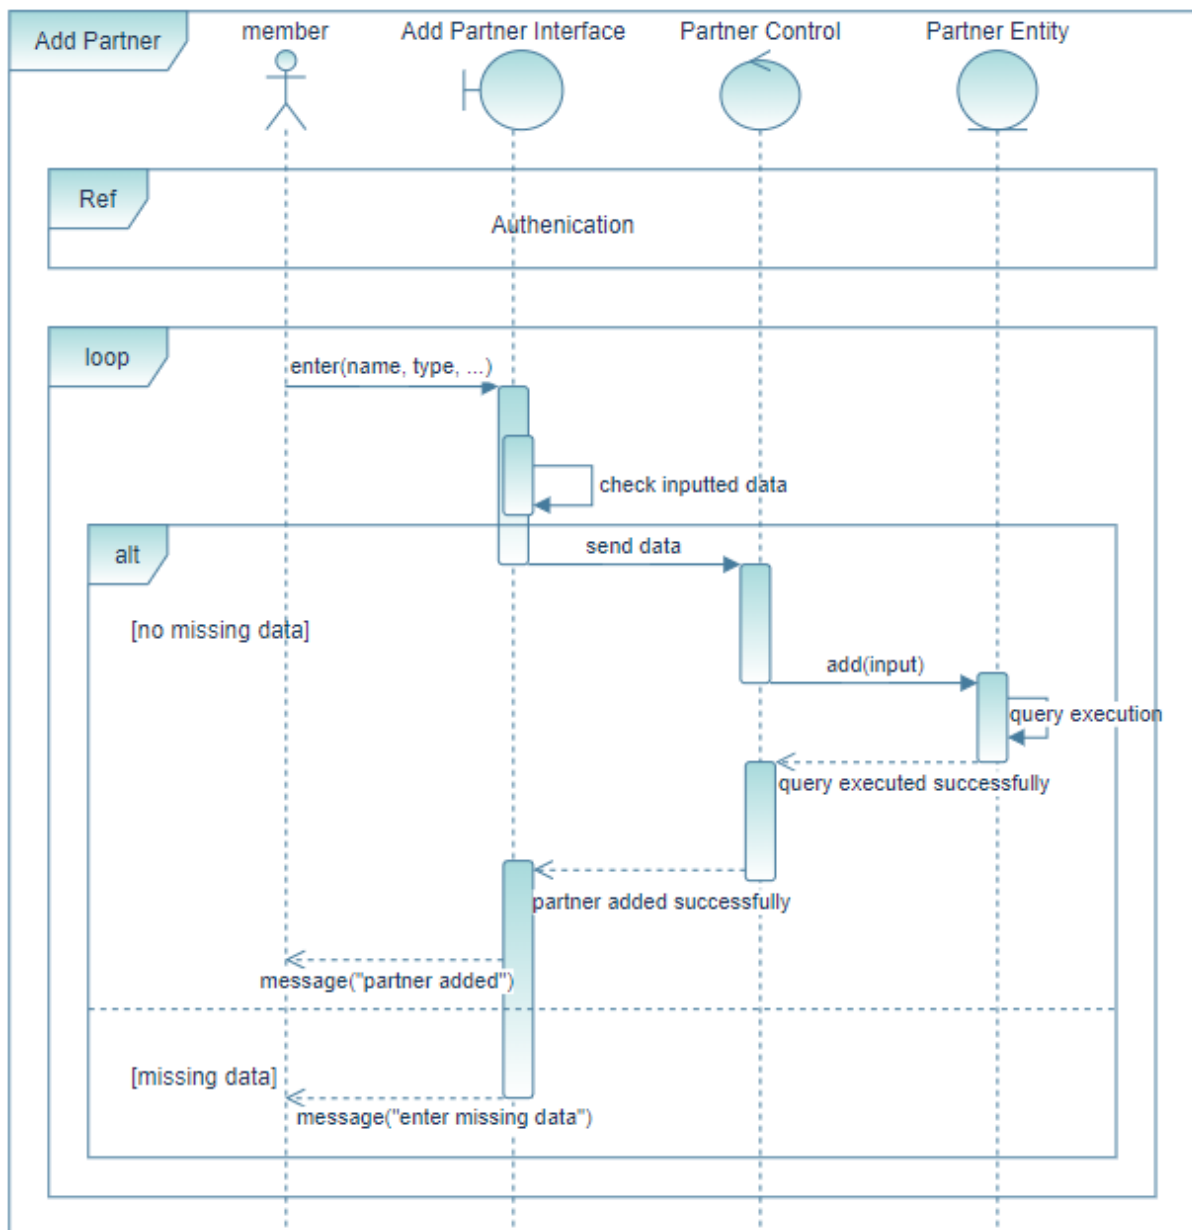 Add Partner
member
Add Partner Interface
Partner Control
Partner Entity
Ref
Authenication
loop
enter(name, type, ...)
check inputted data
alt
send data
[no missing data]
add(input)
query execution
query executed successfully
partner added successfully
message("partner added")
[missing data]
message("enter missing data")